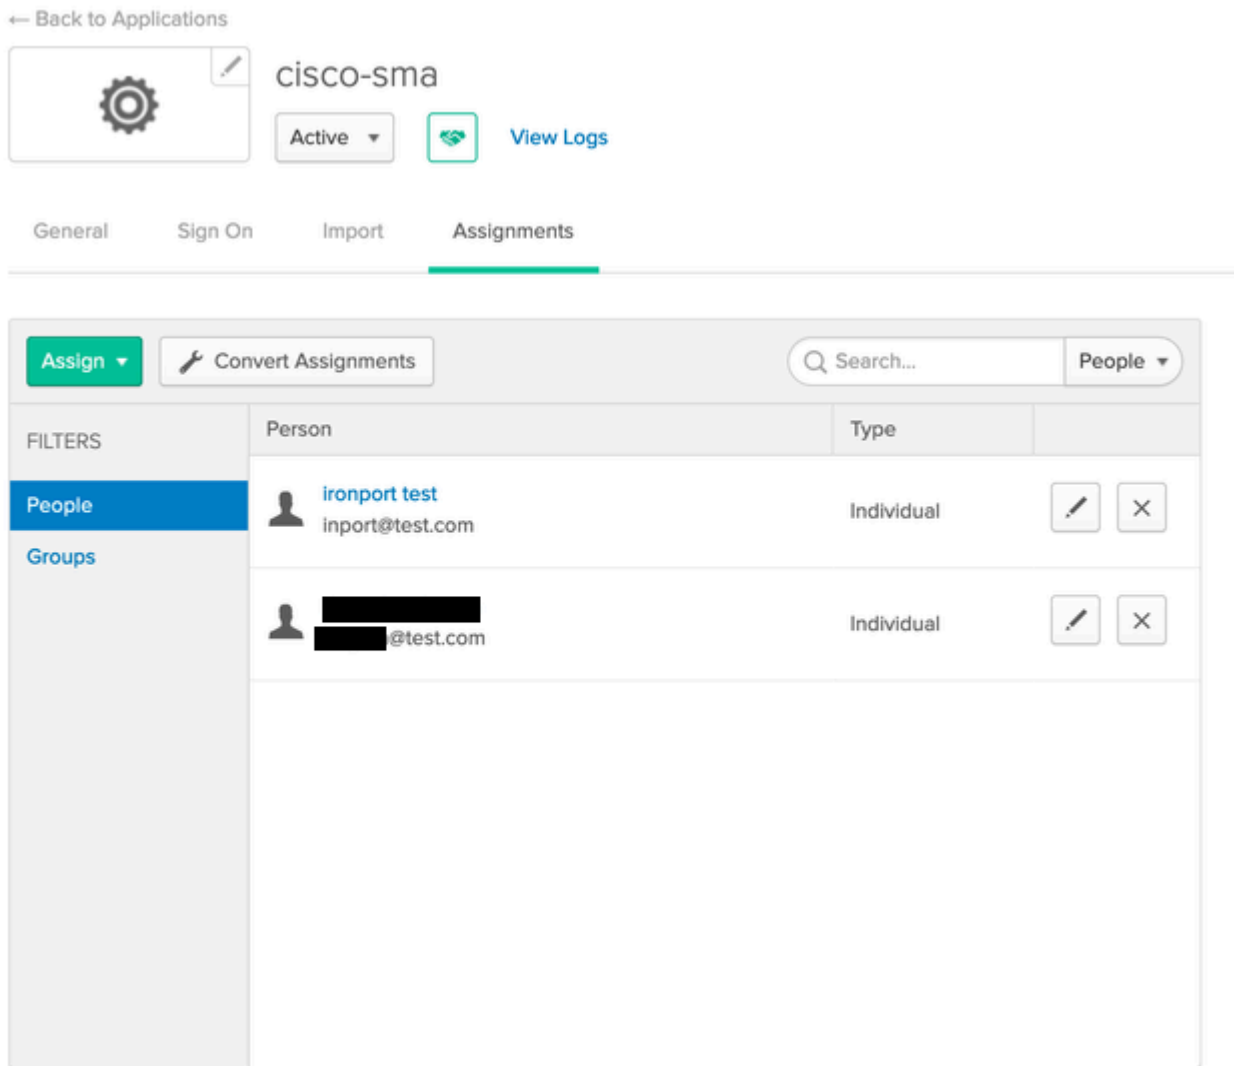 ← Back to Applications
cisco-sma
Active
View Logs
General Sign On Import Assignments
Assign Convert Assignments Search... People
FILTERS Person Type
People
Groups
ironport test
inport@test.com
Individual
@test.com
Individual